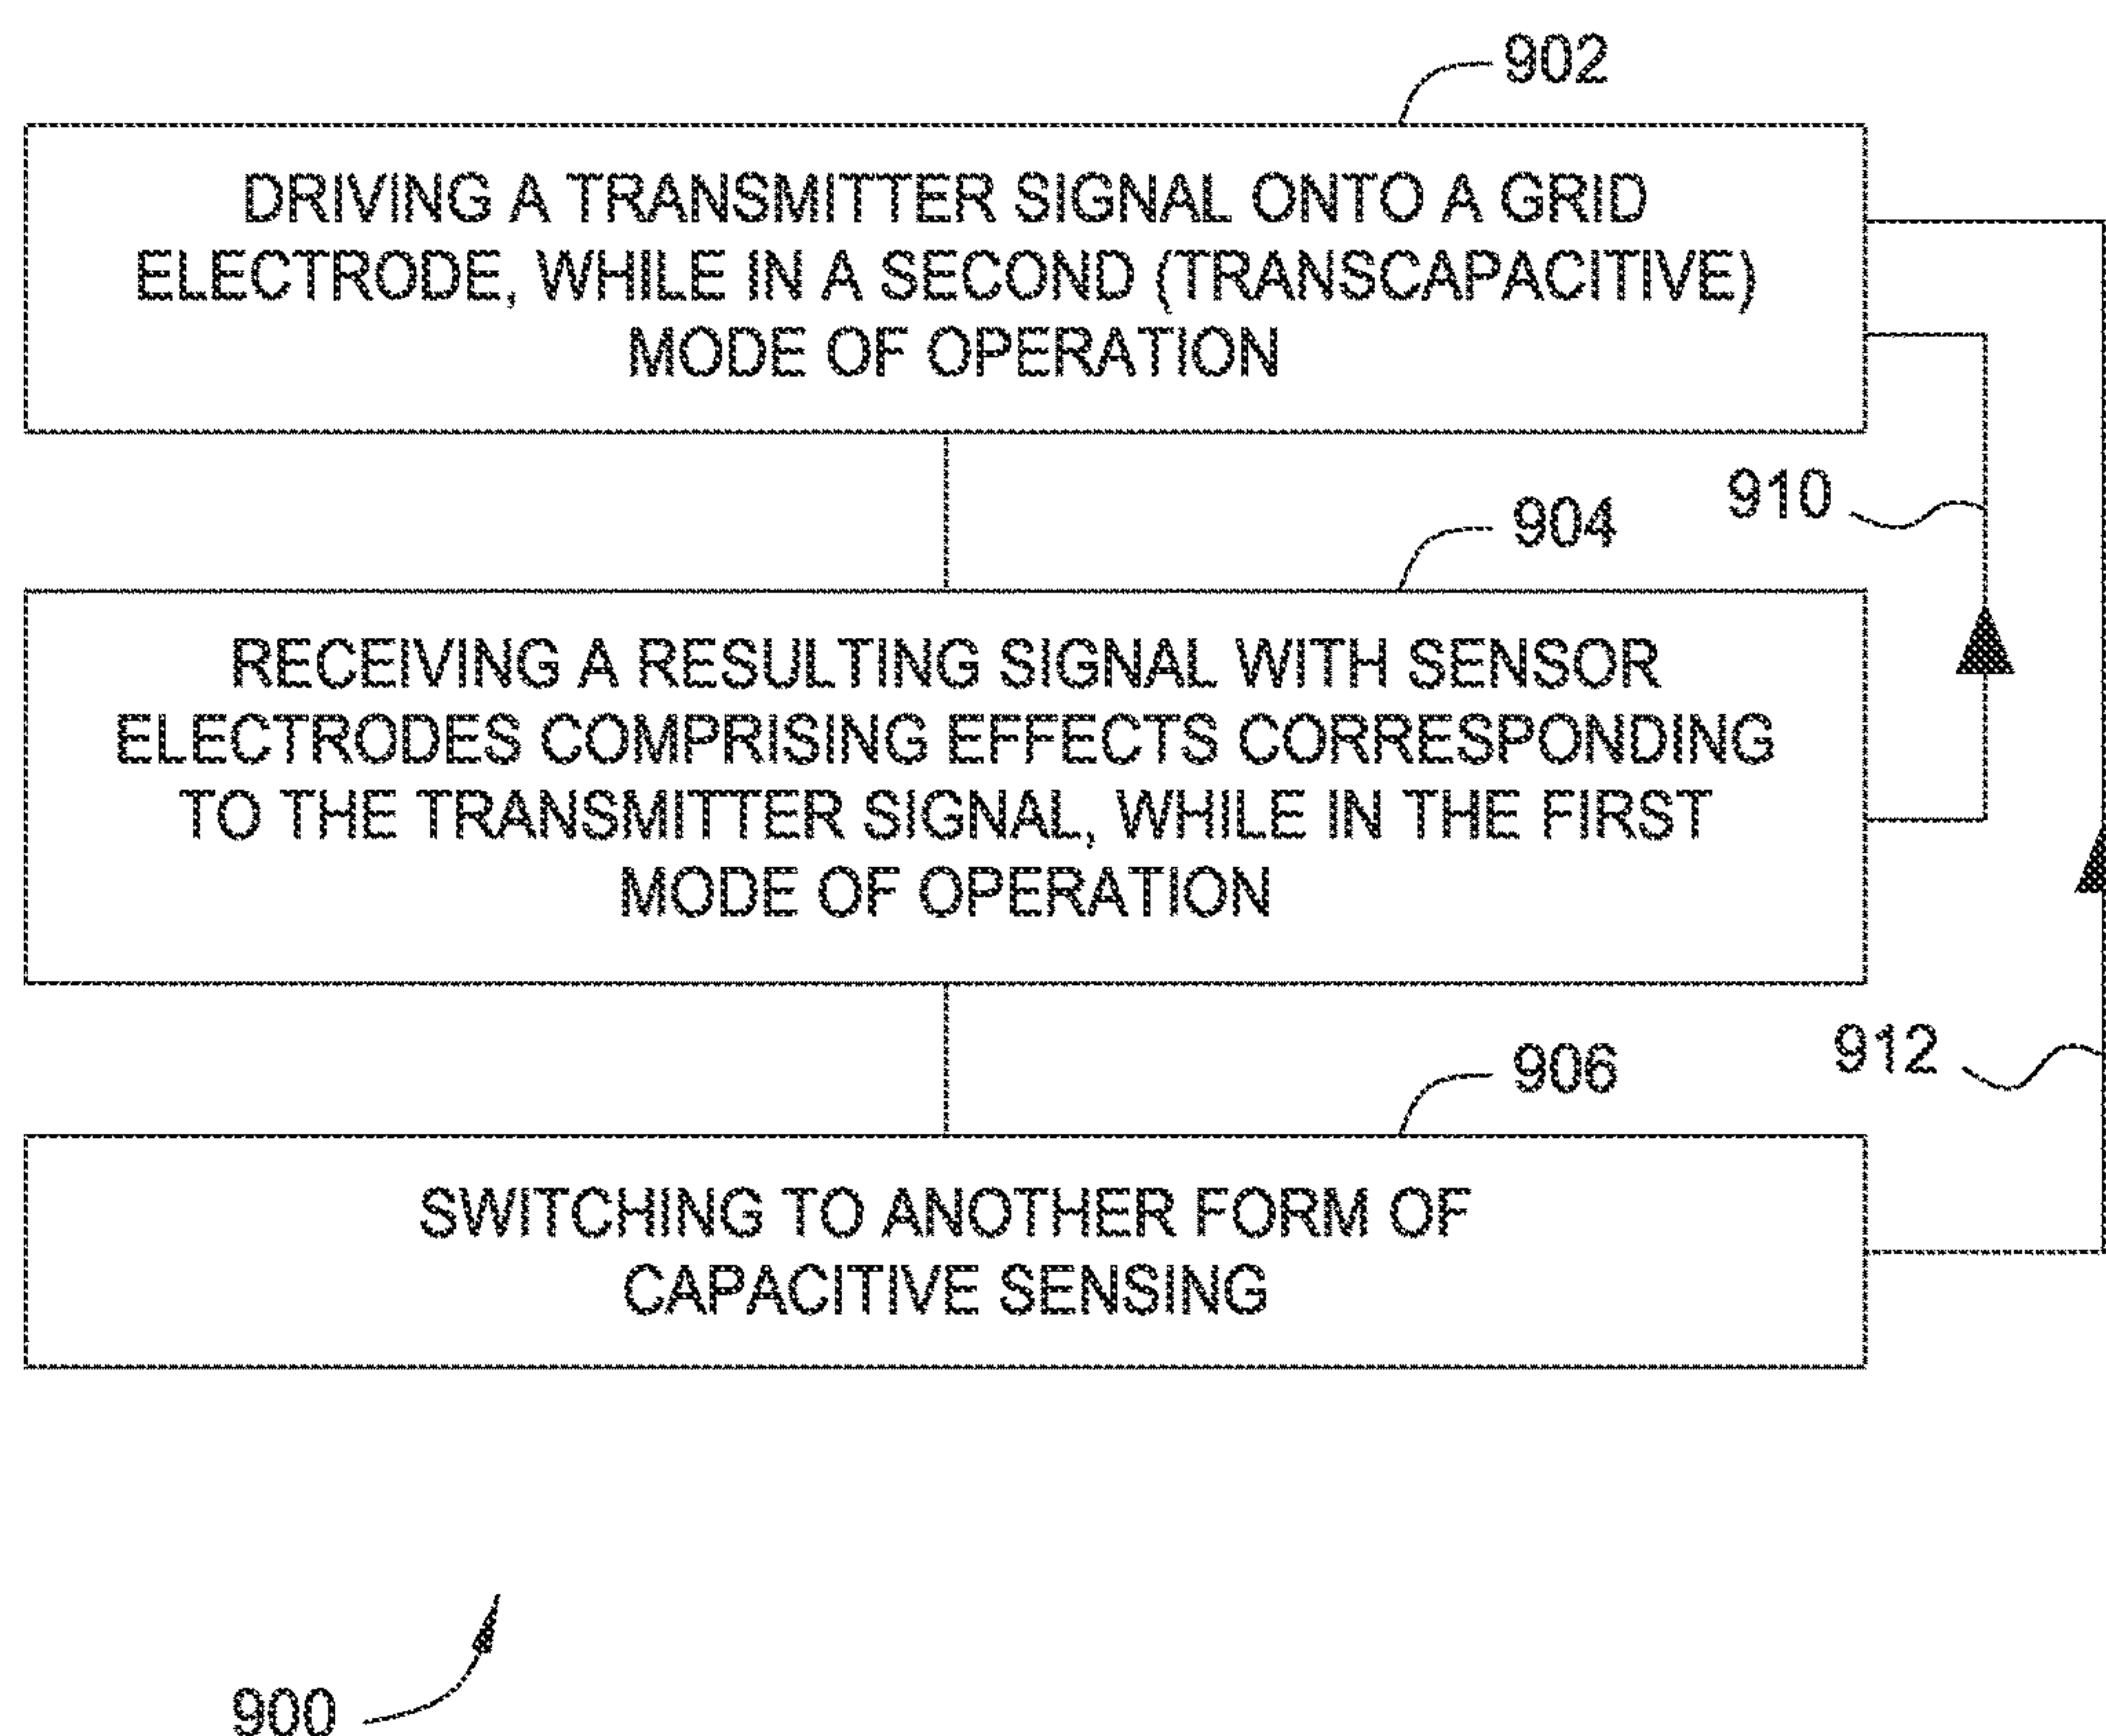 902
DRIVING A TRANSMITTER SIGNAL ONTO A GRID
ELECTRODE, WHILE IN A SECOND (TRANSCAPACITIVE)
MODE OF OPERATION
910
904
RECEIVING A RESULTING SIGNAL WITH SENSOR
ELECTRODES COMPRISING EFFECTS CORRESPONDING
TO THE TRANSMITTER SIGNAL, WHILE IN THE FIRST
MODE OF OPERATION
912
906
SWITCHING TO ANOTHER FORM OF
CAPACITIVE SENSING
900